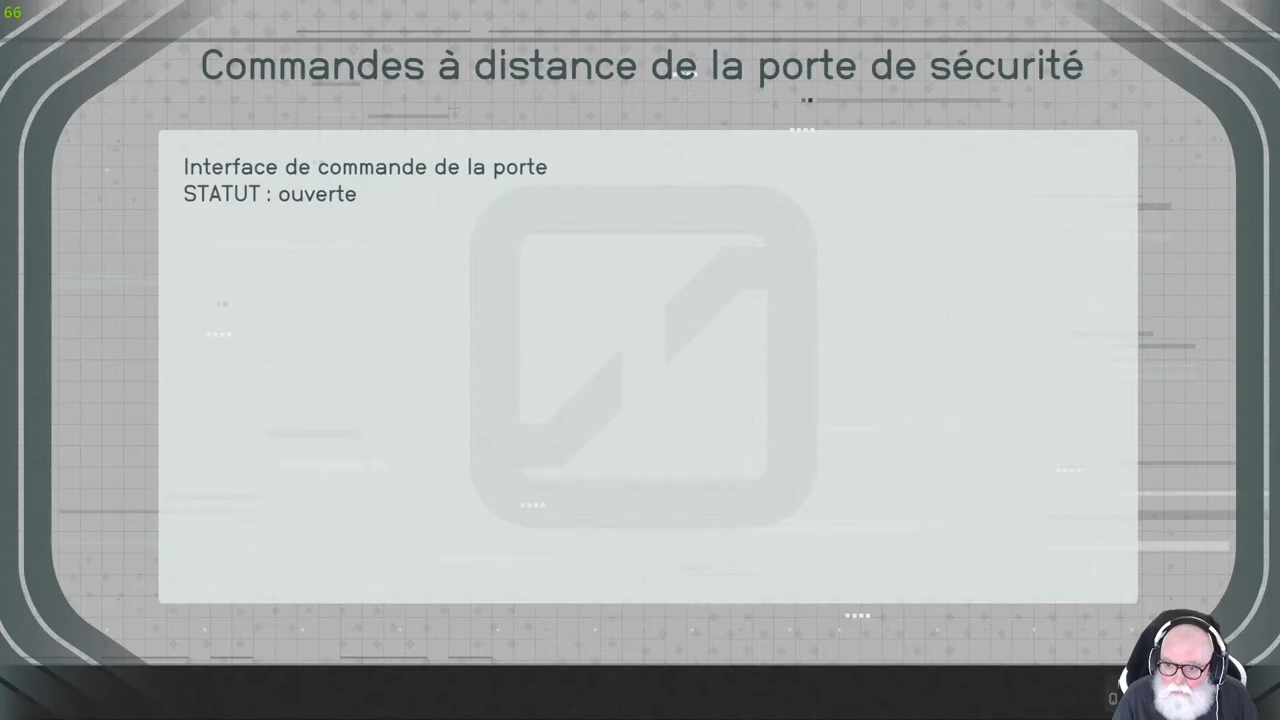 66
Commandes à distance de la porte de sécurité
Interface de commande de la porte
STATUT : ouverte